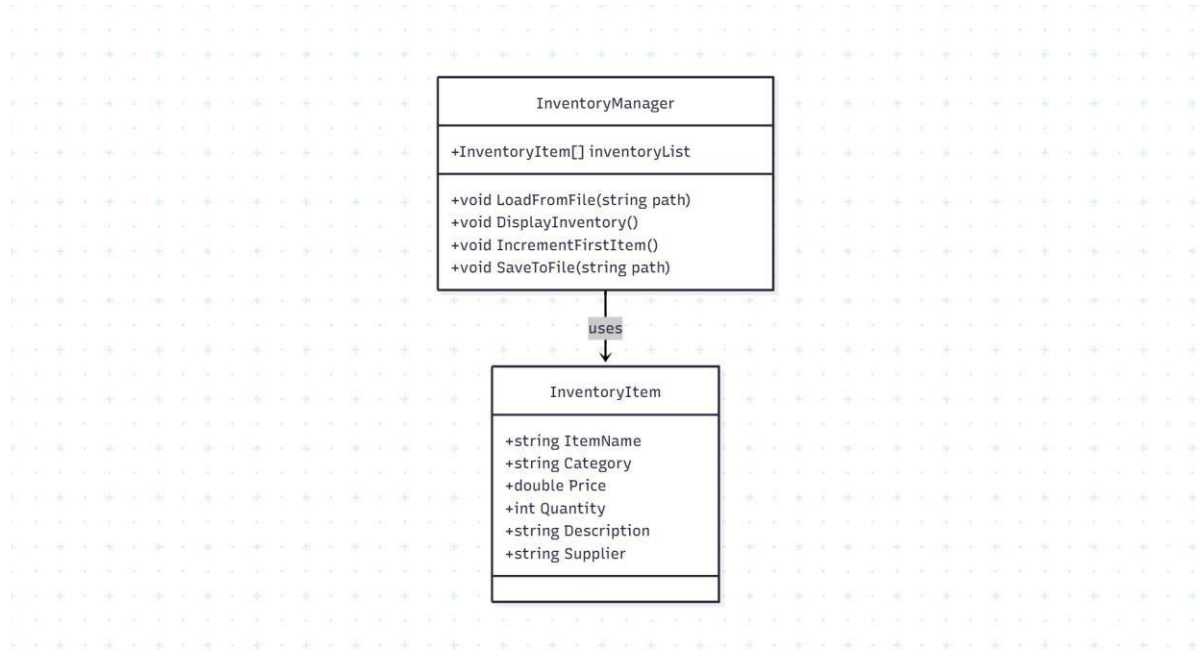 InventoryManager
+InventoryItem[] inventoryList
+void LoadFromFile(string path)
+void DisplayInventory()
+void IncrementFirstItem()
+void SaveToFile(string path)
uses
InventoryItem
+string ItemName
+string Category
+double Price
+int Quantity
+string Description
+string Supplier